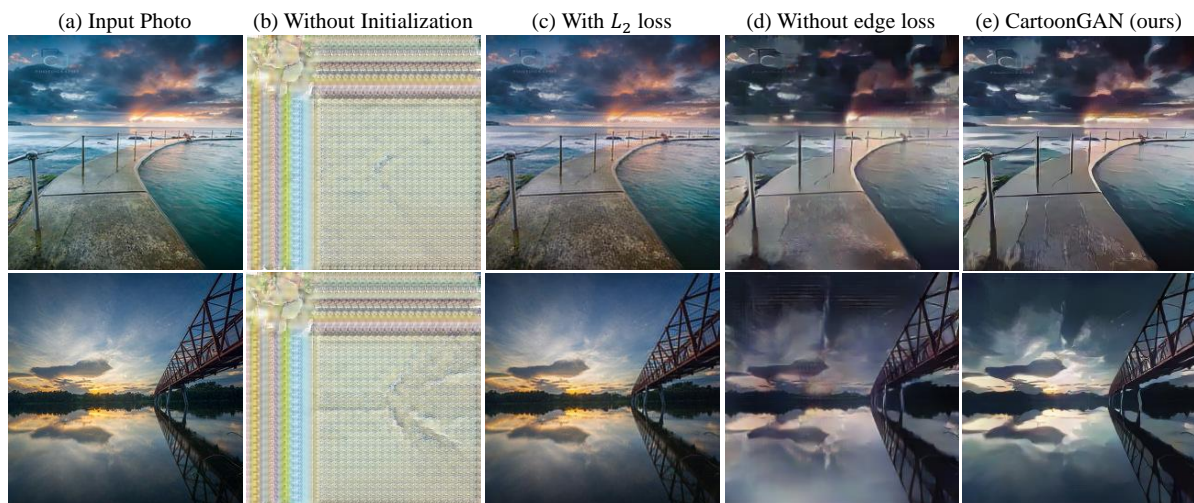 (a) Input Photo
(b) Without Initialization
(c) With L₂ loss
(d) Without edge loss
(e) CartoonGAN (ours)